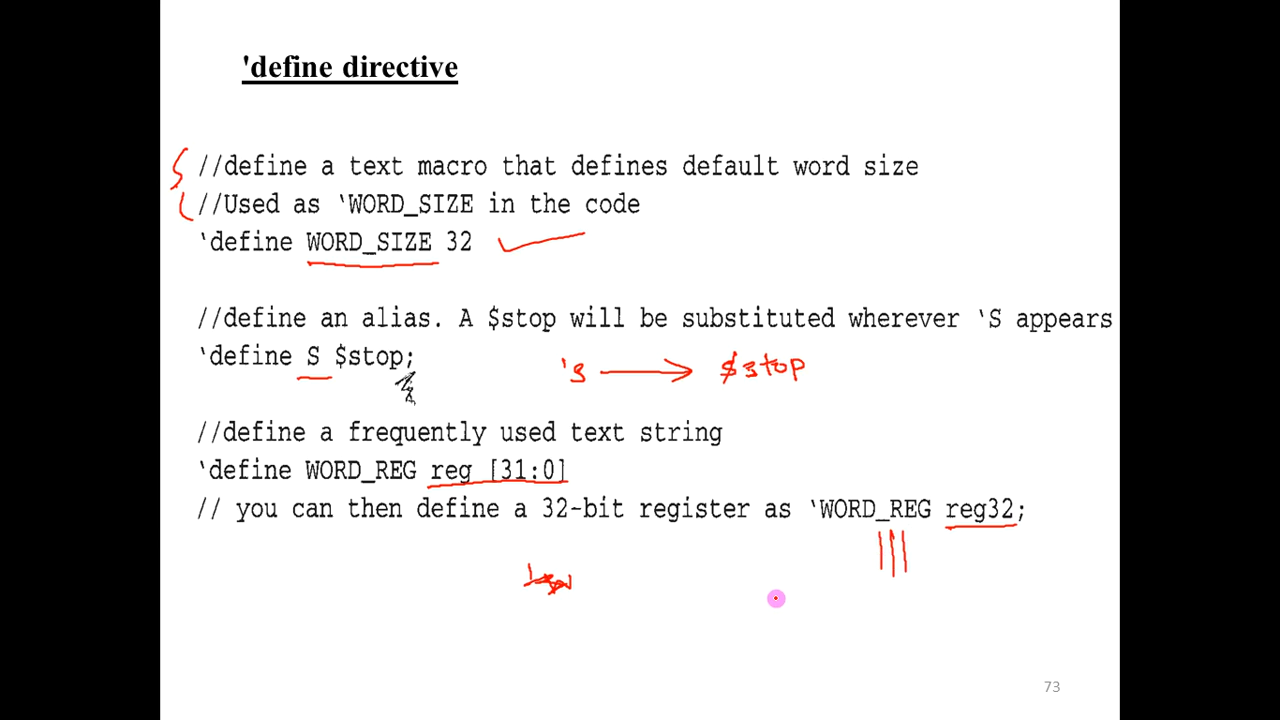 'define directive
//define a text macro that defines default word size
//Used as ‘WORD_SIZE in the code
‘define WORD_SIZE 32
//define an alias. A $stop will be substituted wherever ‘S appears
‘define S $stop;
's → $stop
//define a frequently used text string
‘define WORD_REG reg [31:0]
// you can then define a 32-bit register as ‘WORD_REG reg32;
73